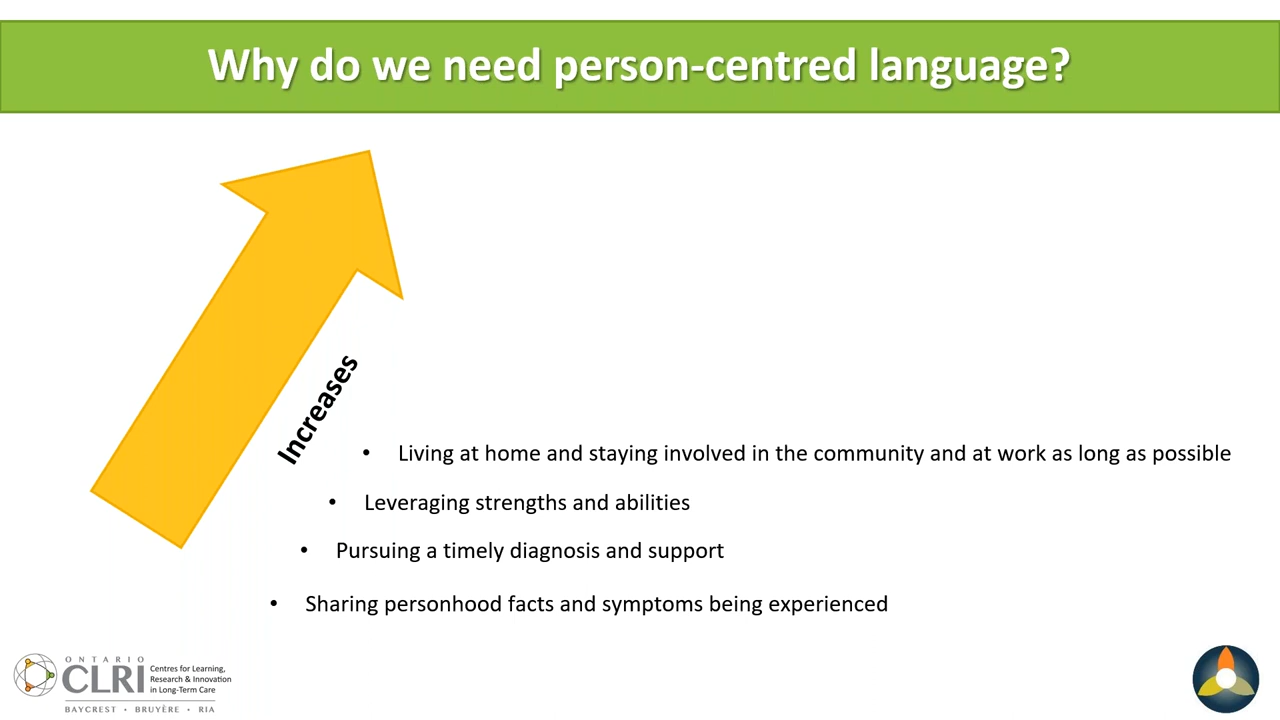 Why do we need person-centred language?
Increases
• Living at home and staying involved in the community and at work as long as possible
• Leveraging strengths and abilities
• Pursuing a timely diagnosis and support
• Sharing personhood facts and symptoms being experienced
ONTARIO
CLRI
Centres for Learning,
Research & Innovation
in Long-Term Care
BAYCREST • BRUYÈRE • RIA